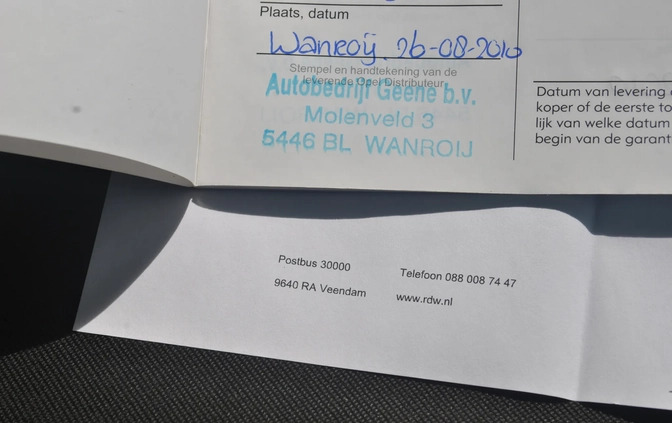 Plaats, datum
Wanroij, 26-08-2010
Stempel en handtekening van de
leverende Opel Distributeur
Autobedrijf Geene b.v.
Molenveld 3
5446 BL WANROIJ
Datum van levering
koper of de eerste to
lijk van welke datum
begin van de garant
Postbus 30000
9640 RA Veendam
Telefoon 088 008 74 47
www.rdw.nl